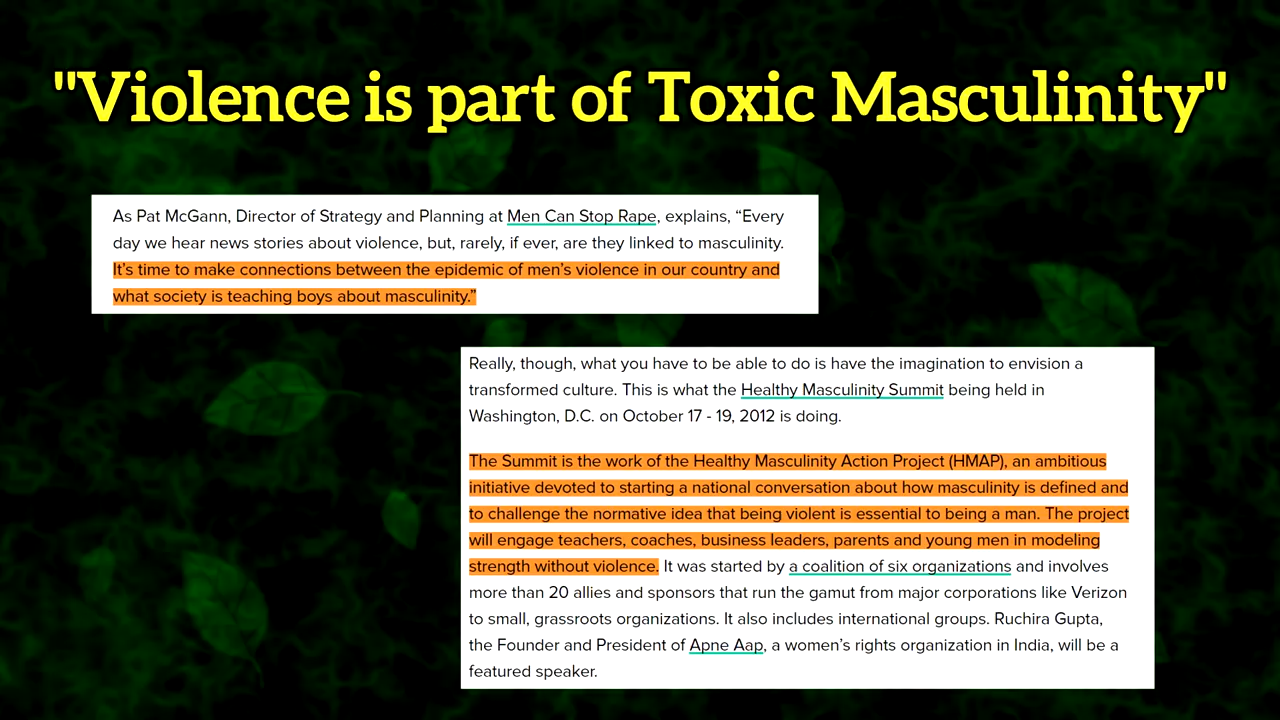 "Violence is part of Toxic Masculinity"
As Pat McGann, Director of Strategy and Planning at Men Can Stop Rape, explains, “Every
day we hear news stories about violence, but, rarely, if ever, are they linked to masculinity.
It’s time to make connections between the epidemic of men’s violence in our country and
what society is teaching boys about masculinity.”
Really, though, what you have to be able to do is have the imagination to envision a
transformed culture. This is what the Healthy Masculinity Summit being held in
Washington, D.C. on October 17 - 19, 2012 is doing.
The Summit is the work of the Healthy Masculinity Action Project (HMAP), an ambitious
initiative devoted to starting a national conversation about how masculinity is defined and
to challenge the normative idea that being violent is essential to being a man. The project
will engage teachers, coaches, business leaders, parents and young men in modeling
strength without violence. It was started by a coalition of six organizations and involves
more than 20 allies and sponsors that run the gamut from major corporations like Verizon
to small, grassroots organizations. It also includes international groups. Ruchira Gupta,
the Founder and President of Apne Aap, a women’s rights organization in India, will be a
featured speaker.